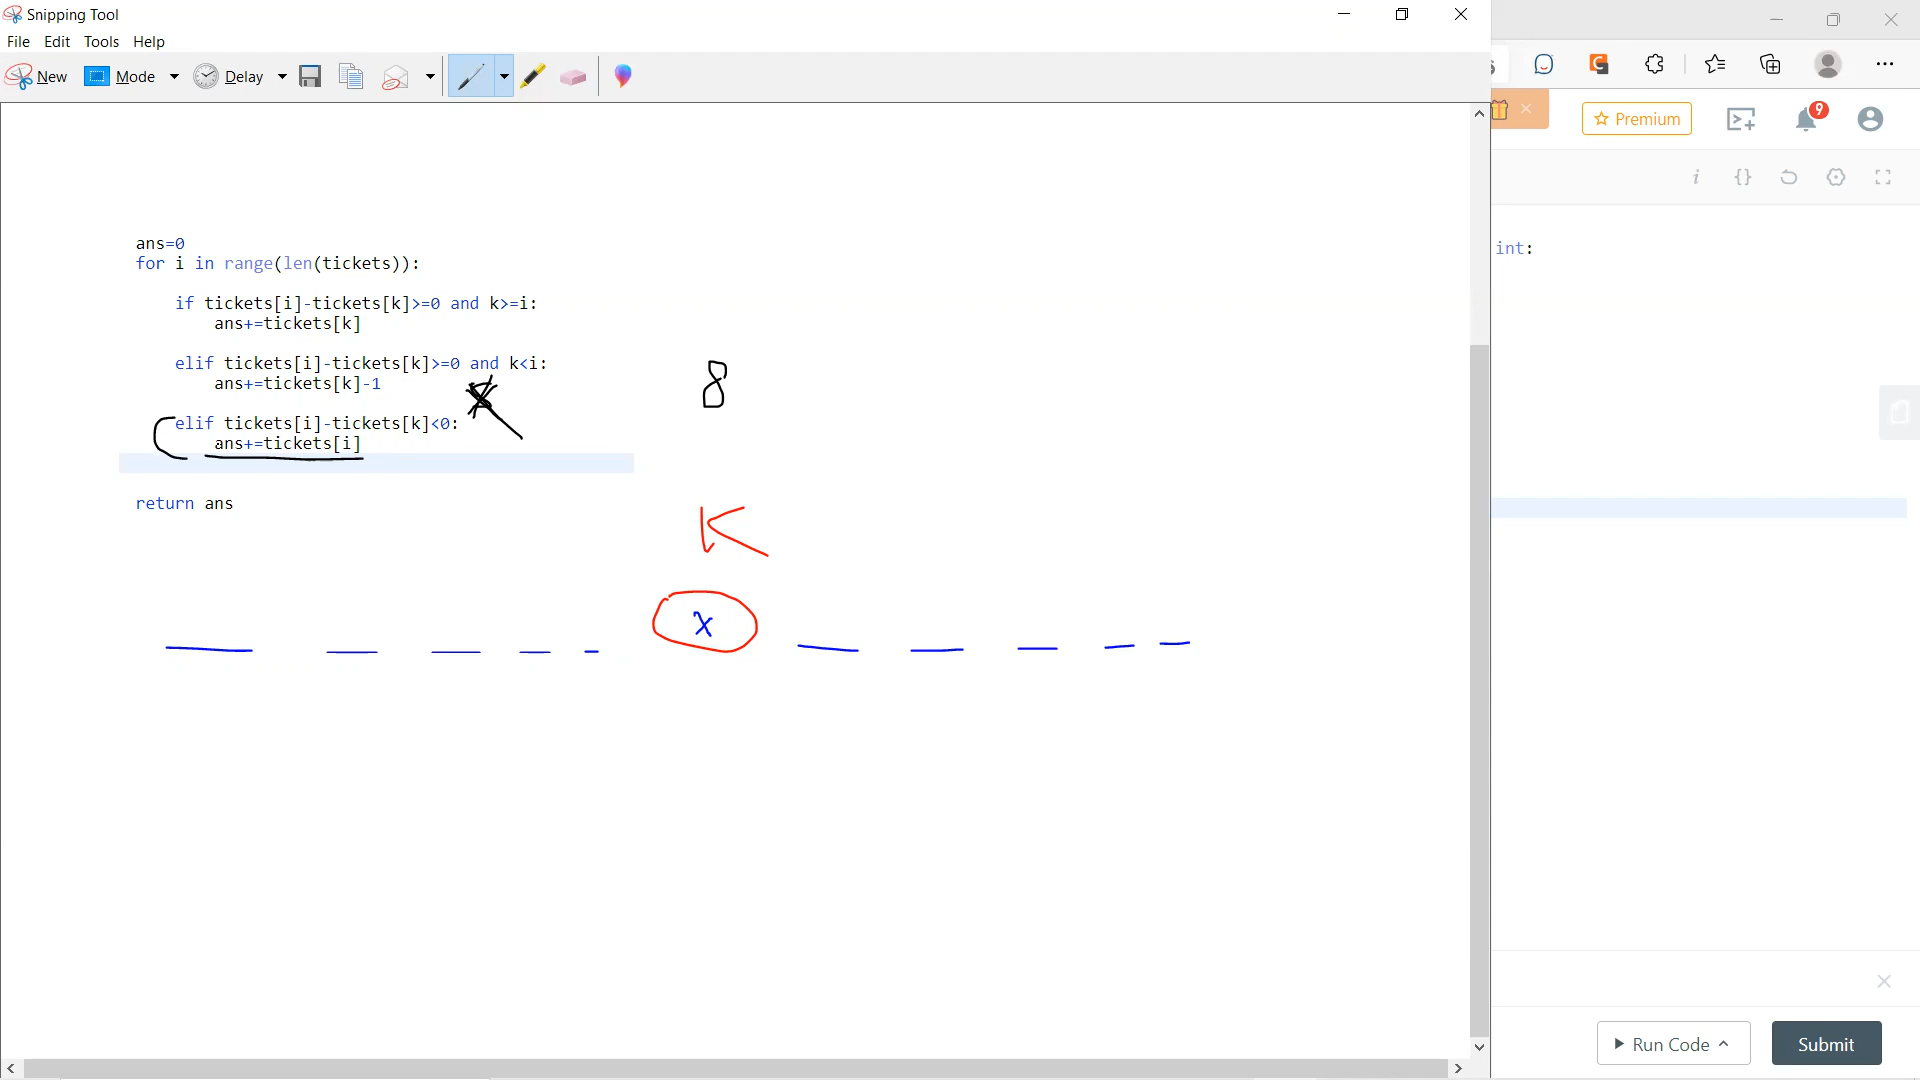 Snipping Tool
File Edit Tools Help
New Mode Delay
Premium
9
int:
ans=0
for i in range(len(tickets)):
if tickets[i]-tickets[k]>=0 and k>=i:
ans+=tickets[k]
elif tickets[i]-tickets[k]>=0 and k<i:
ans+=tickets[k]-1
8
elif tickets[i]-tickets[k]<0:
ans+=tickets[i]
return ans
K
x
Run Code
Submit